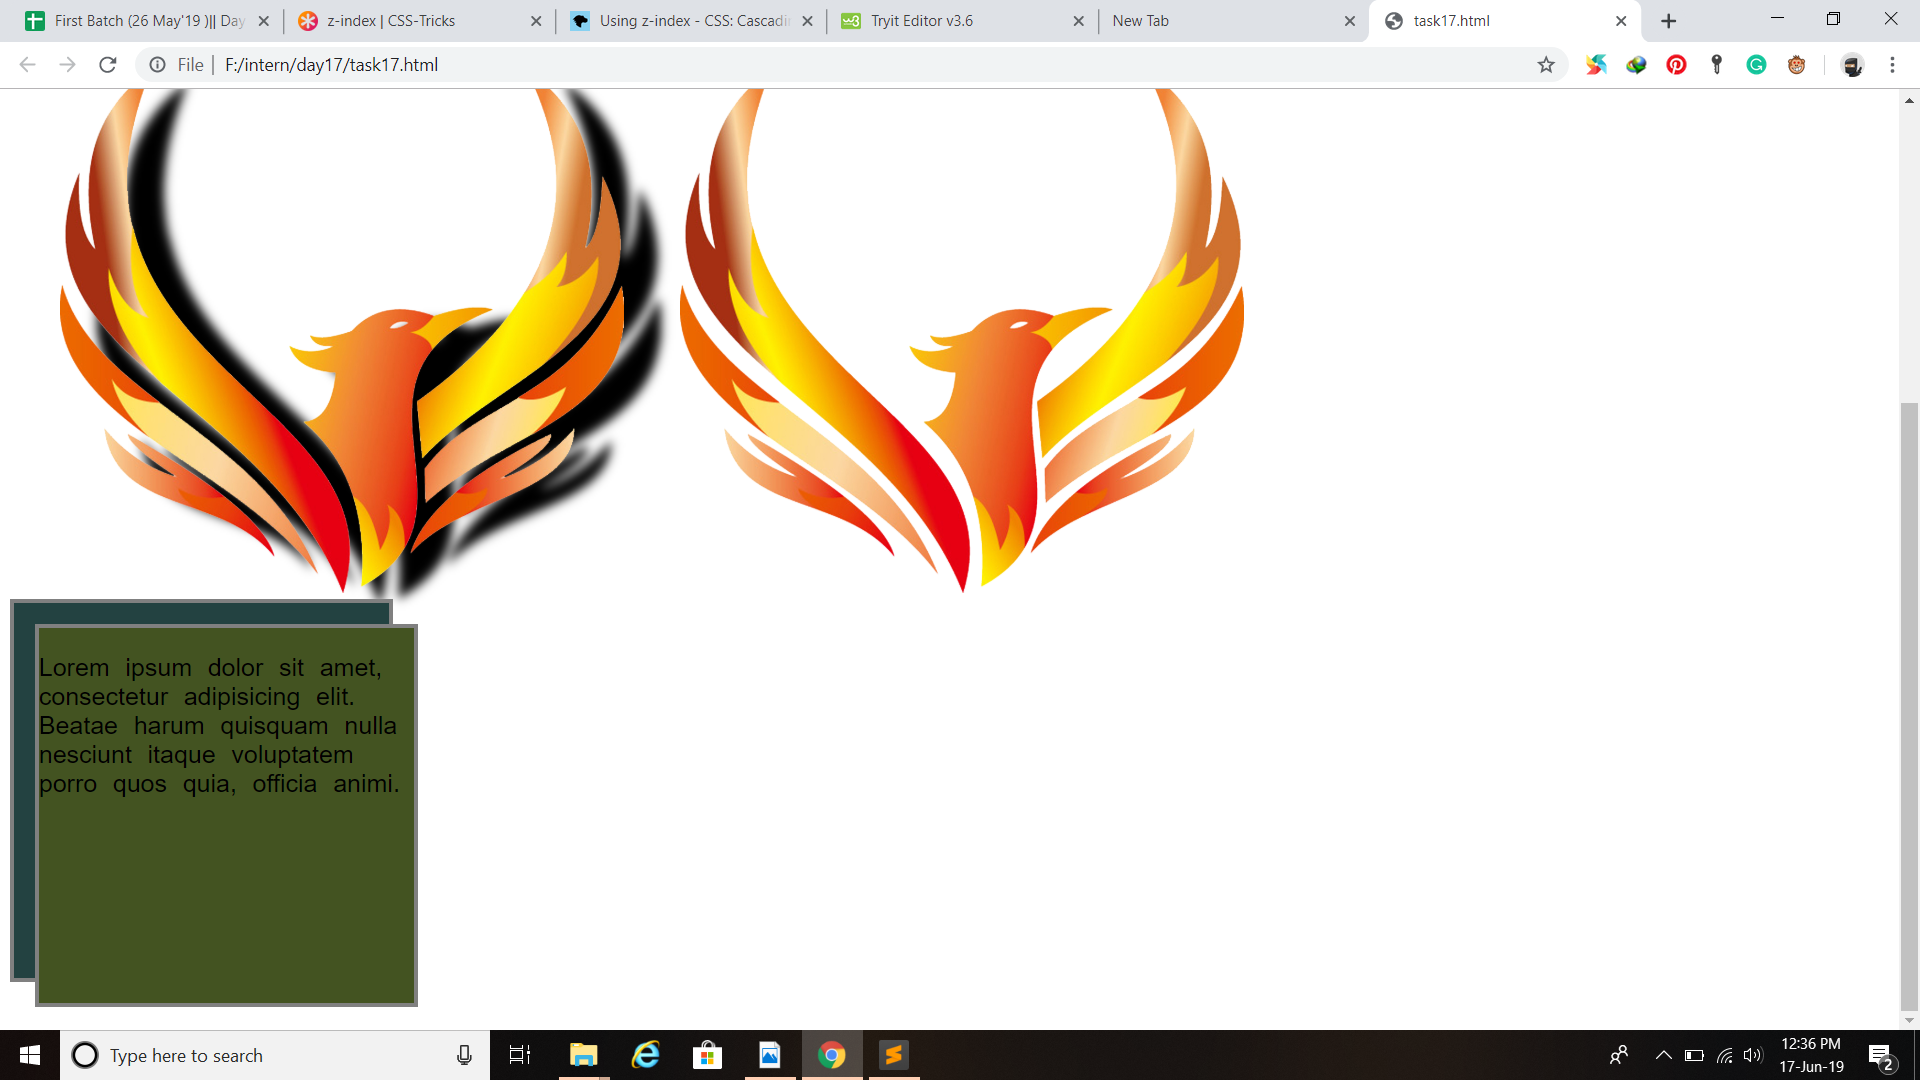 First Batch (26 May'19 )|| Day
z-index | CSS-Tricks
Using z-index - CSS: Cascadin
w3
Tryit Editor v3.6
New Tab
task17.html
File
F:/intern/day17/task17.html
Lorem ipsum dolor sit amet,
consectetur adipisicing elit.
Beatae harum quisquam nulla
nesciunt itaque voluptatem
porro quos quia, officia animi.
Type here to search
12:36 PM
17-Jun-19
2